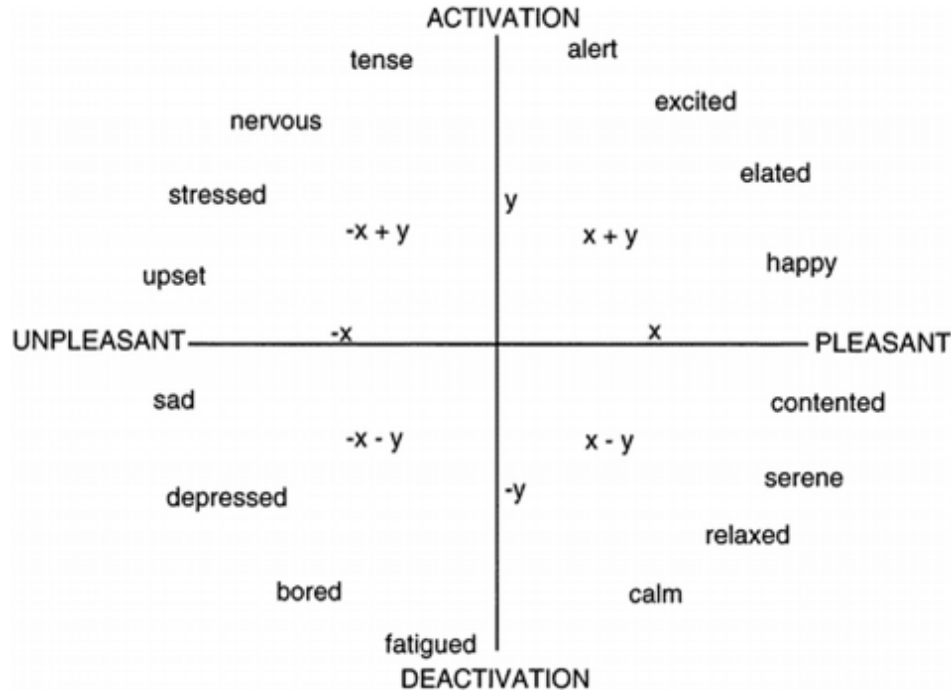 ACTIVATION
tense
alert
excited
nervous
elated
stressed
y
-x + y
x + y
happy
upset
UNPLEASANT
-x
x
PLEASANT
sad
contented
-x - y
x - y
serene
-y
depressed
relaxed
bored
calm
fatigued
DEACTIVATION